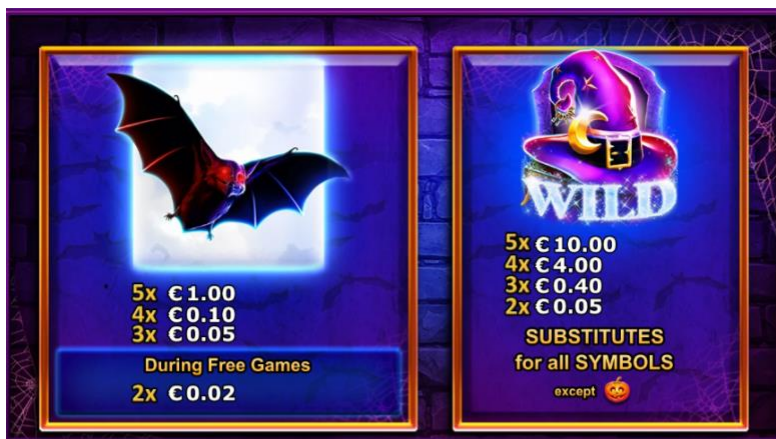 5x €1.00
4x €0.10
3x €0.05
During Free Games
2x €0.02
WILD
5x €10.00
4x €4.00
3x €0.40
2x €0.05
SUBSTITUTES
for all SYMBOLS
except